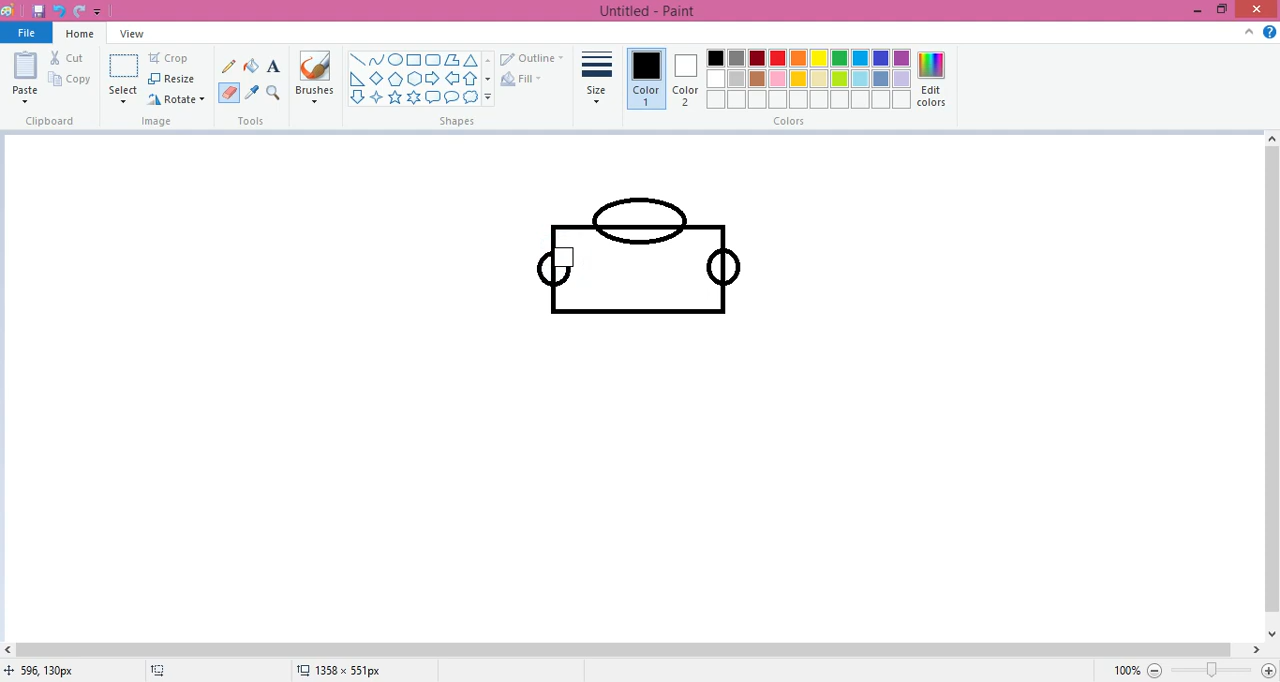 Untitled - Paint
File Home View
Paste Cut Copy
Select Crop Resize Rotate
Brushes
Outline Fill
Size
Color 1
Color 2
Edit colors
Clipboard Image Tools Shapes Colors
596, 130px 1358 × 551px 100%